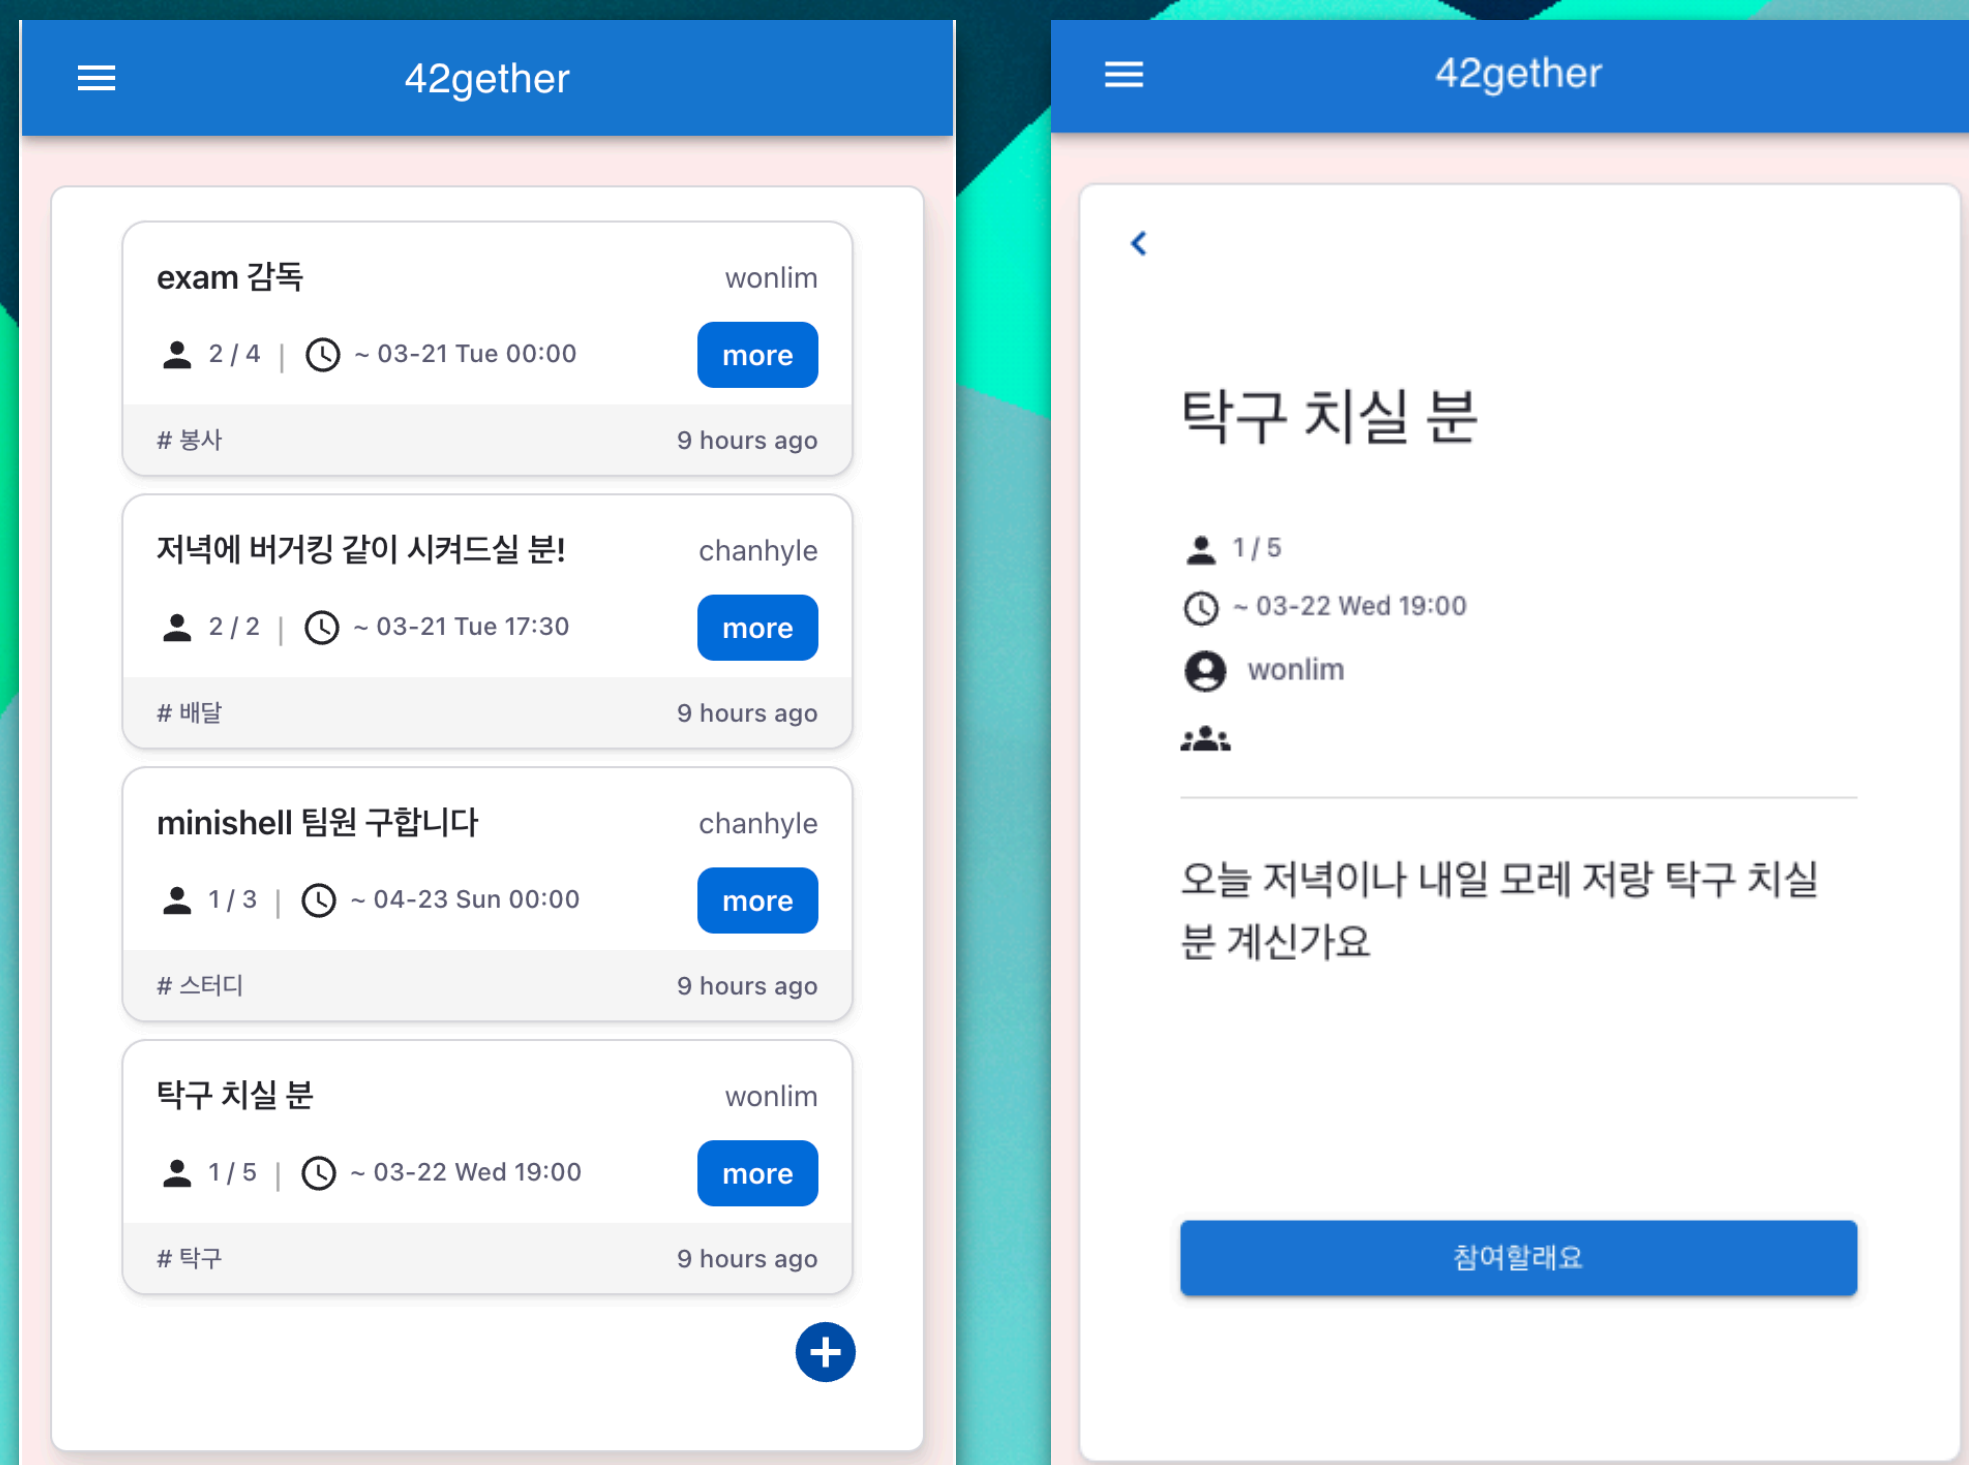 42gether
exam 감독
wonlim
2 / 4 | ~ 03-21 Tue 00:00
more
# 봉사
9 hours ago
저녁에 버거킹 같이 시켜드실 분!
chanhyle
2 / 2 | ~ 03-21 Tue 17:30
more
# 배달
9 hours ago
minishell 팀원 구합니다
chanhyle
1 / 3 | ~ 04-23 Sun 00:00
more
# 스터디
9 hours ago
탁구 치실 분
wonlim
1 / 5 | ~ 03-22 Wed 19:00
more
# 탁구
9 hours ago
42gether
탁구 치실 분
1 / 5
~ 03-22 Wed 19:00
wonlim
오늘 저녁이나 내일 모레 저랑 탁구 치실
분 계신가요
참여할래요